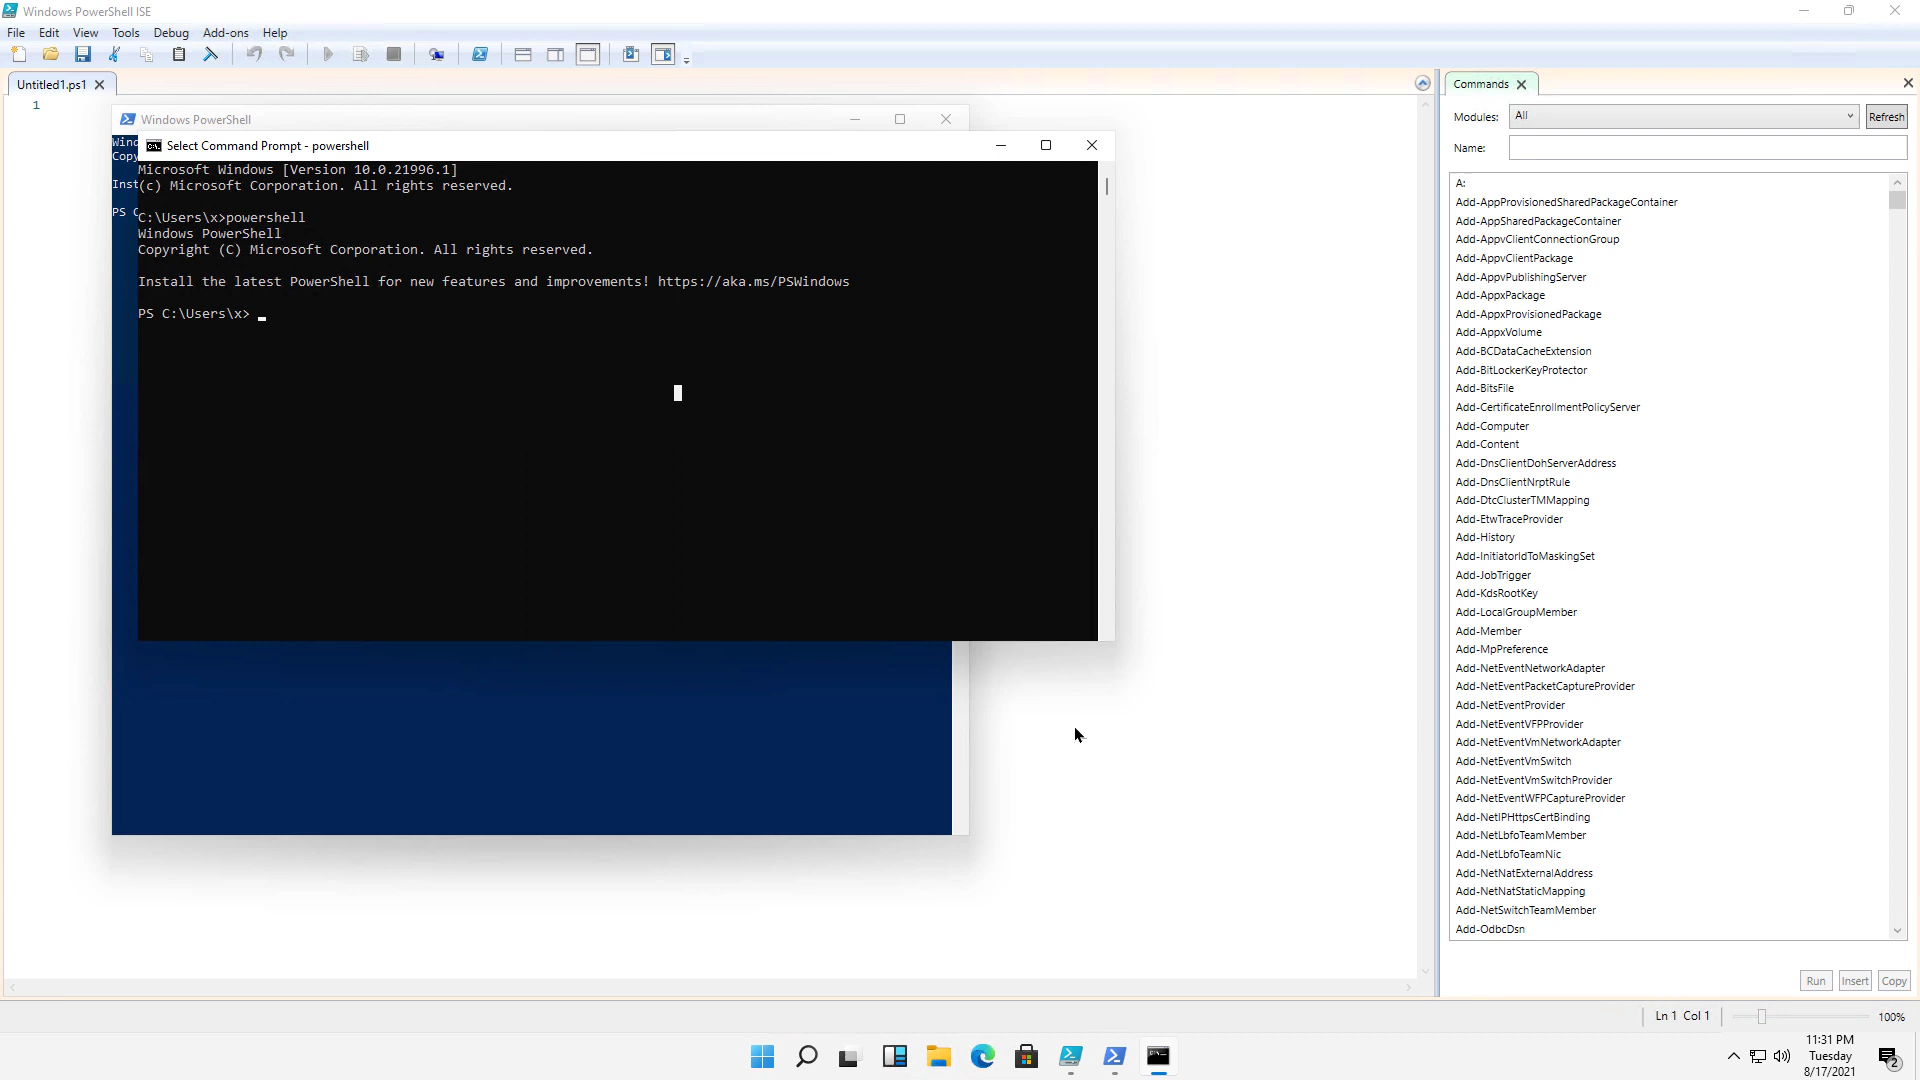 Windows PowerShell ISE
File Edit View Tools Debug Add-ons Help
Untitled1.ps1
1
Windows PowerShell
Wind
Copy
Inst
PS C
Select Command Prompt - powershell
Microsoft Windows [Version 10.0.21996.1]
(c) Microsoft Corporation. All rights reserved.
C:\Users\x>powershell
Windows PowerShell
Copyright (C) Microsoft Corporation. All rights reserved.
Install the latest PowerShell for new features and improvements! https://aka.ms/PSWindows
PS C:\Users\x>
Commands
Modules: All Refresh
Name:
A:
Add-AppProvisionedSharedPackageContainer
Add-AppSharedPackageContainer
Add-AppvClientConnectionGroup
Add-AppvClientPackage
Add-AppvPublishingServer
Add-AppxPackage
Add-AppxProvisionedPackage
Add-AppxVolume
Add-BCDataCacheExtension
Add-BitLockerKeyProtector
Add-BitsFile
Add-CertificateEnrollmentPolicyServer
Add-Computer
Add-Content
Add-DnsClientDohServerAddress
Add-DnsClientNrptRule
Add-DtcClusterTMMapping
Add-EtwTraceProvider
Add-History
Add-InitiatorIdToMaskingSet
Add-JobTrigger
Add-KdsRootKey
Add-LocalGroupMember
Add-Member
Add-MpPreference
Add-NetEventNetworkAdapter
Add-NetEventPacketCaptureProvider
Add-NetEventProvider
Add-NetEventVFPProvider
Add-NetEventVmNetworkAdapter
Add-NetEventVmSwitch
Add-NetEventVmSwitchProvider
Add-NetEventWFPCaptureProvider
Add-NetIPHttpsCertBinding
Add-NetLbfoTeamMember
Add-NetLbfoTeamNic
Add-NetNatExternalAddress
Add-NetNatStaticMapping
Add-NetSwitchTeamMember
Add-OdbcDsn
Run Insert Copy
Ln 1 Col 1 100%
11:31 PM
Tuesday
8/17/2021
2